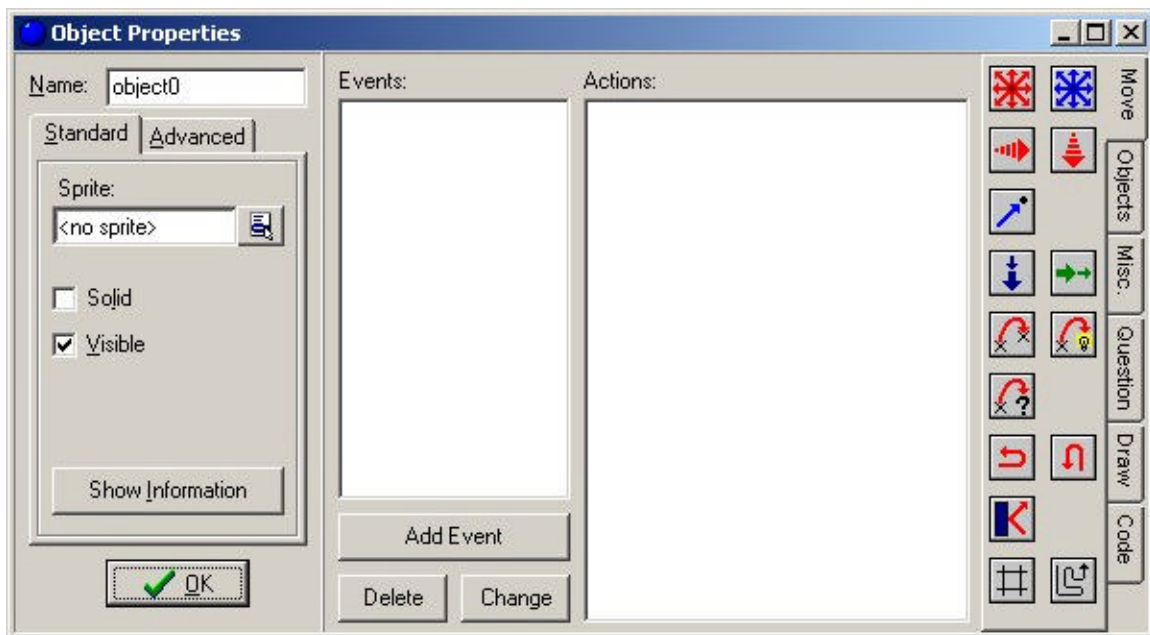 Object Properties
Name: object0
Standard Advanced
Sprite:
<no sprite>
Solid
Visible
Show Information
OK
Events:
Add Event
Delete Change
Actions:
?
Move
Objects
Misc.
Question
Draw
Code